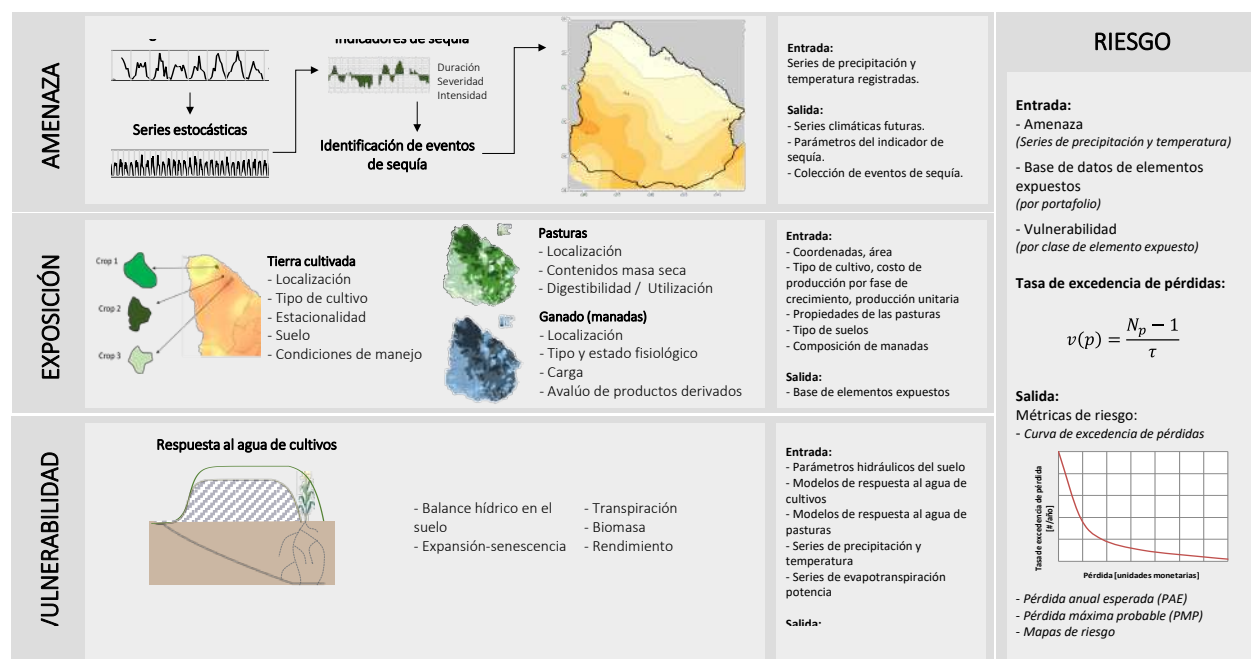 AMENAZA
Indicadores de sequía
Duración
Severidad
Intensidad
Series estocásticas
Identificación de eventos
de sequía
Entrada:
Series de precipitación y
temperatura registradas.
Salida:
- Series climáticas futuras.
- Parámetros del indicador de
sequía.
- Colección de eventos de sequía.
EXPOSICIÓN
Crop 1
Crop 2
Crop 3
Tierra cultivada
- Localización
- Tipo de cultivo
- Estacionalidad
- Suelo
- Condiciones de manejo
Pasturas
- Localización
- Contenidos masa seca
- Digestibilidad / Utilización
Ganado (manadas)
- Localización
- Tipo y estado fisiológico
- Carga
- Avalúo de productos derivados
Entrada:
- Coordenadas, área
- Tipo de cultivo, costo de
producción por fase de
crecimiento, producción unitaria
- Propiedades de las pasturas
- Tipo de suelos
- Composición de manadas
Salida:
- Base de elementos expuestos
VULNERABILIDAD
Respuesta al agua de cultivos
- Balance hídrico en el
suelo
- Expansión-senescencia
- Transpiración
- Biomasa
- Rendimiento
Entrada:
- Parámetros hidráulicos del suelo
- Modelos de respuesta al agua de
cultivos
- Modelos de respuesta al agua de
pasturas
- Series de precipitación y
temperatura
- Series de evapotranspiración
potencia
Salida:
RIESGO
Entrada:
- Amenaza
(Series de precipitación y temperatura)
- Base de datos de elementos
expuestos
(por portafolio)
- Vulnerabilidad
(por clase de elemento expuesto)
Tasa de excedencia de pérdidas:
v(p) = (N_p − 1) / τ
Salida:
Métricas de riesgo:
- Curva de excedencia de pérdidas
Tasa de excedencia de pérdida
[#/año]
Pérdida [unidades monetarias]
- Pérdida anual esperada (PAE)
- Pérdida máxima probable (PMP)
- Mapas de riesgo